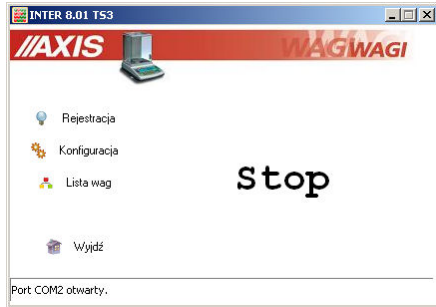 INTER 8.01 TS3
AXIS
WAGWAGI
Rejestracja
Konfiguracja
Lista wag
Stop
Wyjdź
Port COM2 otwarty.